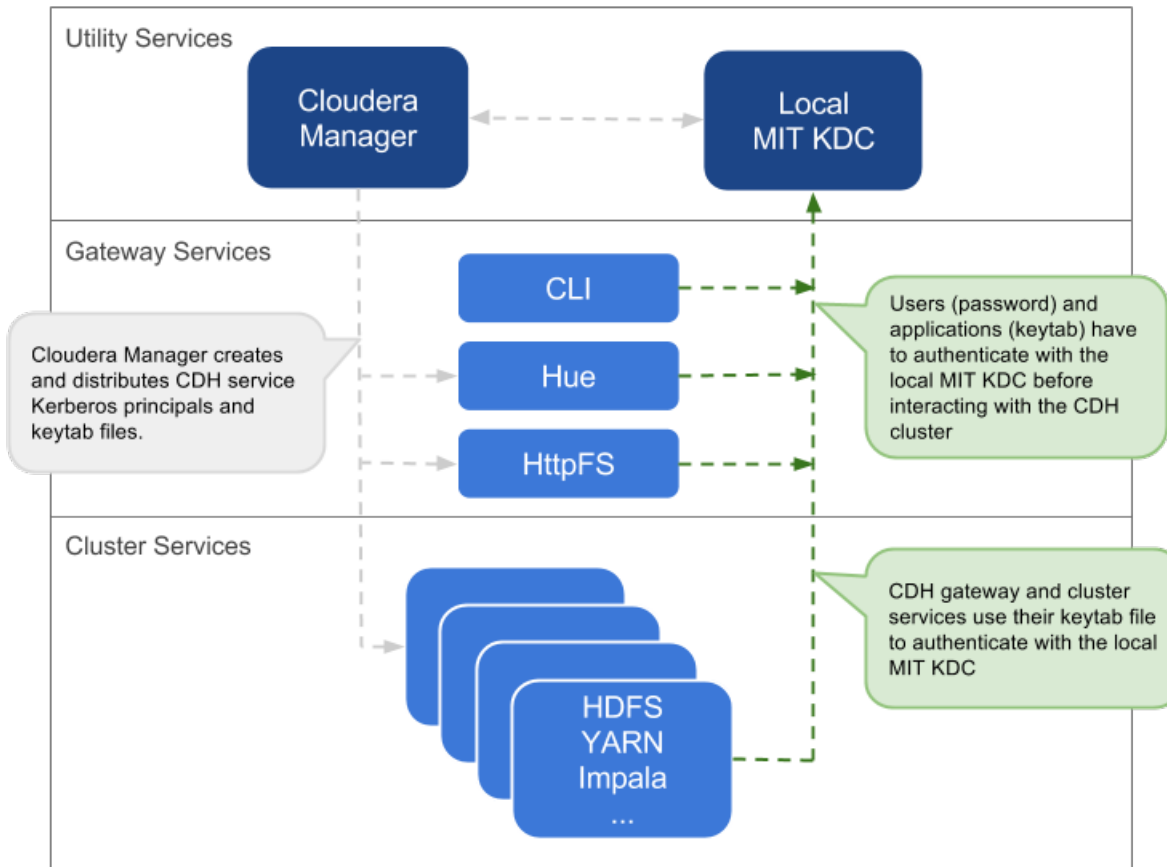 Utility Services
Cloudera
Manager
Local
MIT KDC
Gateway Services
CLI
Hue
HttpFS
Cloudera Manager creates
and distributes CDH service
Kerberos principals and
keytab files.
Users (password) and
applications (keytab) have
to authenticate with the
local MIT KDC before
interacting with the CDH
cluster
Cluster Services
HDFS
YARN
Impala
...
CDH gateway and cluster
services use their keytab file
to authenticate with the local
MIT KDC